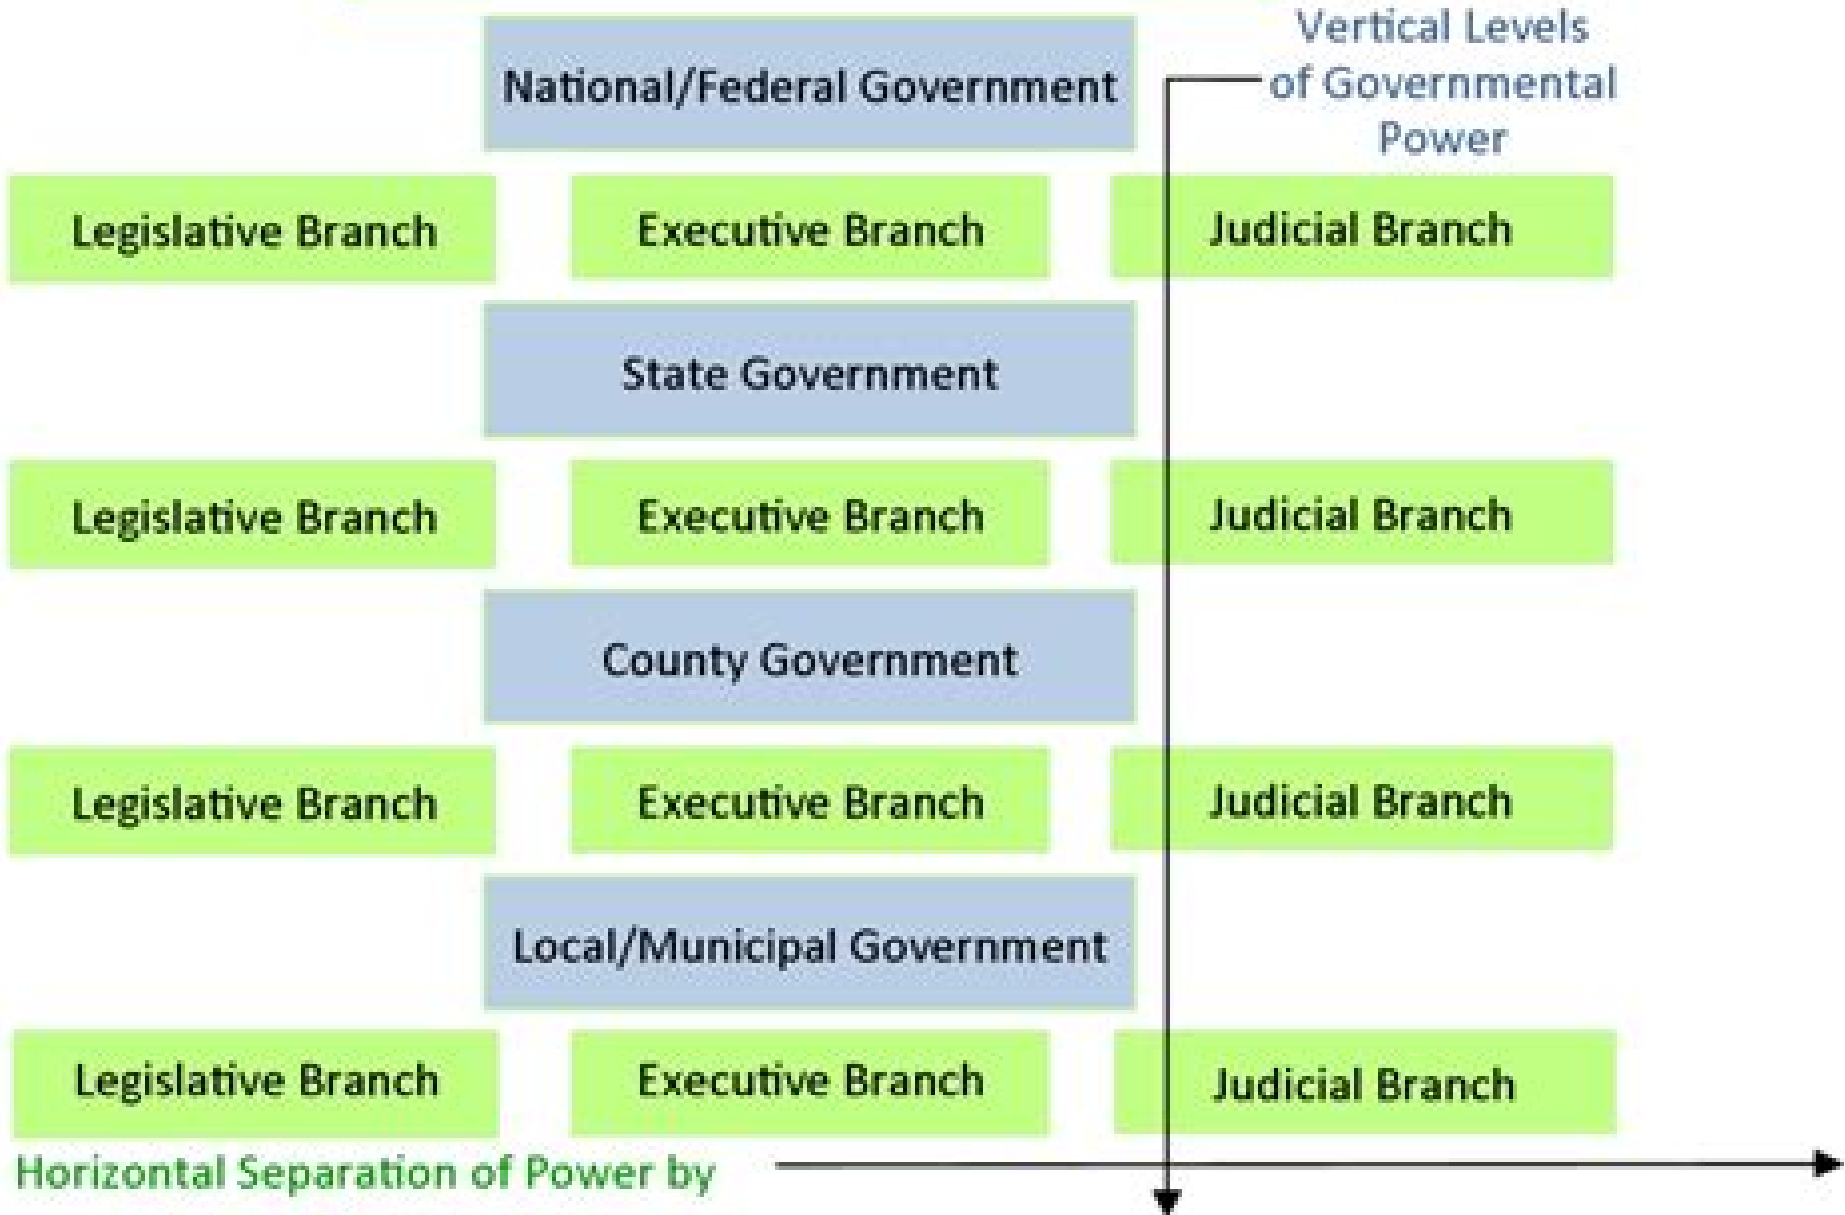 National/Federal Government
Vertical Levels
of Governmental
Power
Legislative Branch
Executive Branch
Judicial Branch
State Government
Legislative Branch
Executive Branch
Judicial Branch
County Government
Legislative Branch
Executive Branch
Judicial Branch
Local/Municipal Government
Legislative Branch
Executive Branch
Judicial Branch
Horizontal Separation of Power by